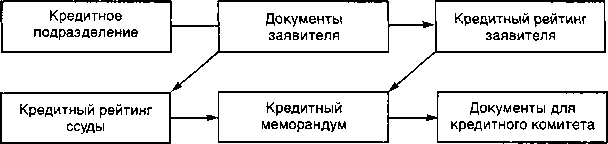 Кредитное
подразделение
Документы
заявителя
Кредитный рейтинг
заявителя
Кредитный рейтинг
ссуды
Кредитный
меморандум
Документы для
кредитного комитета